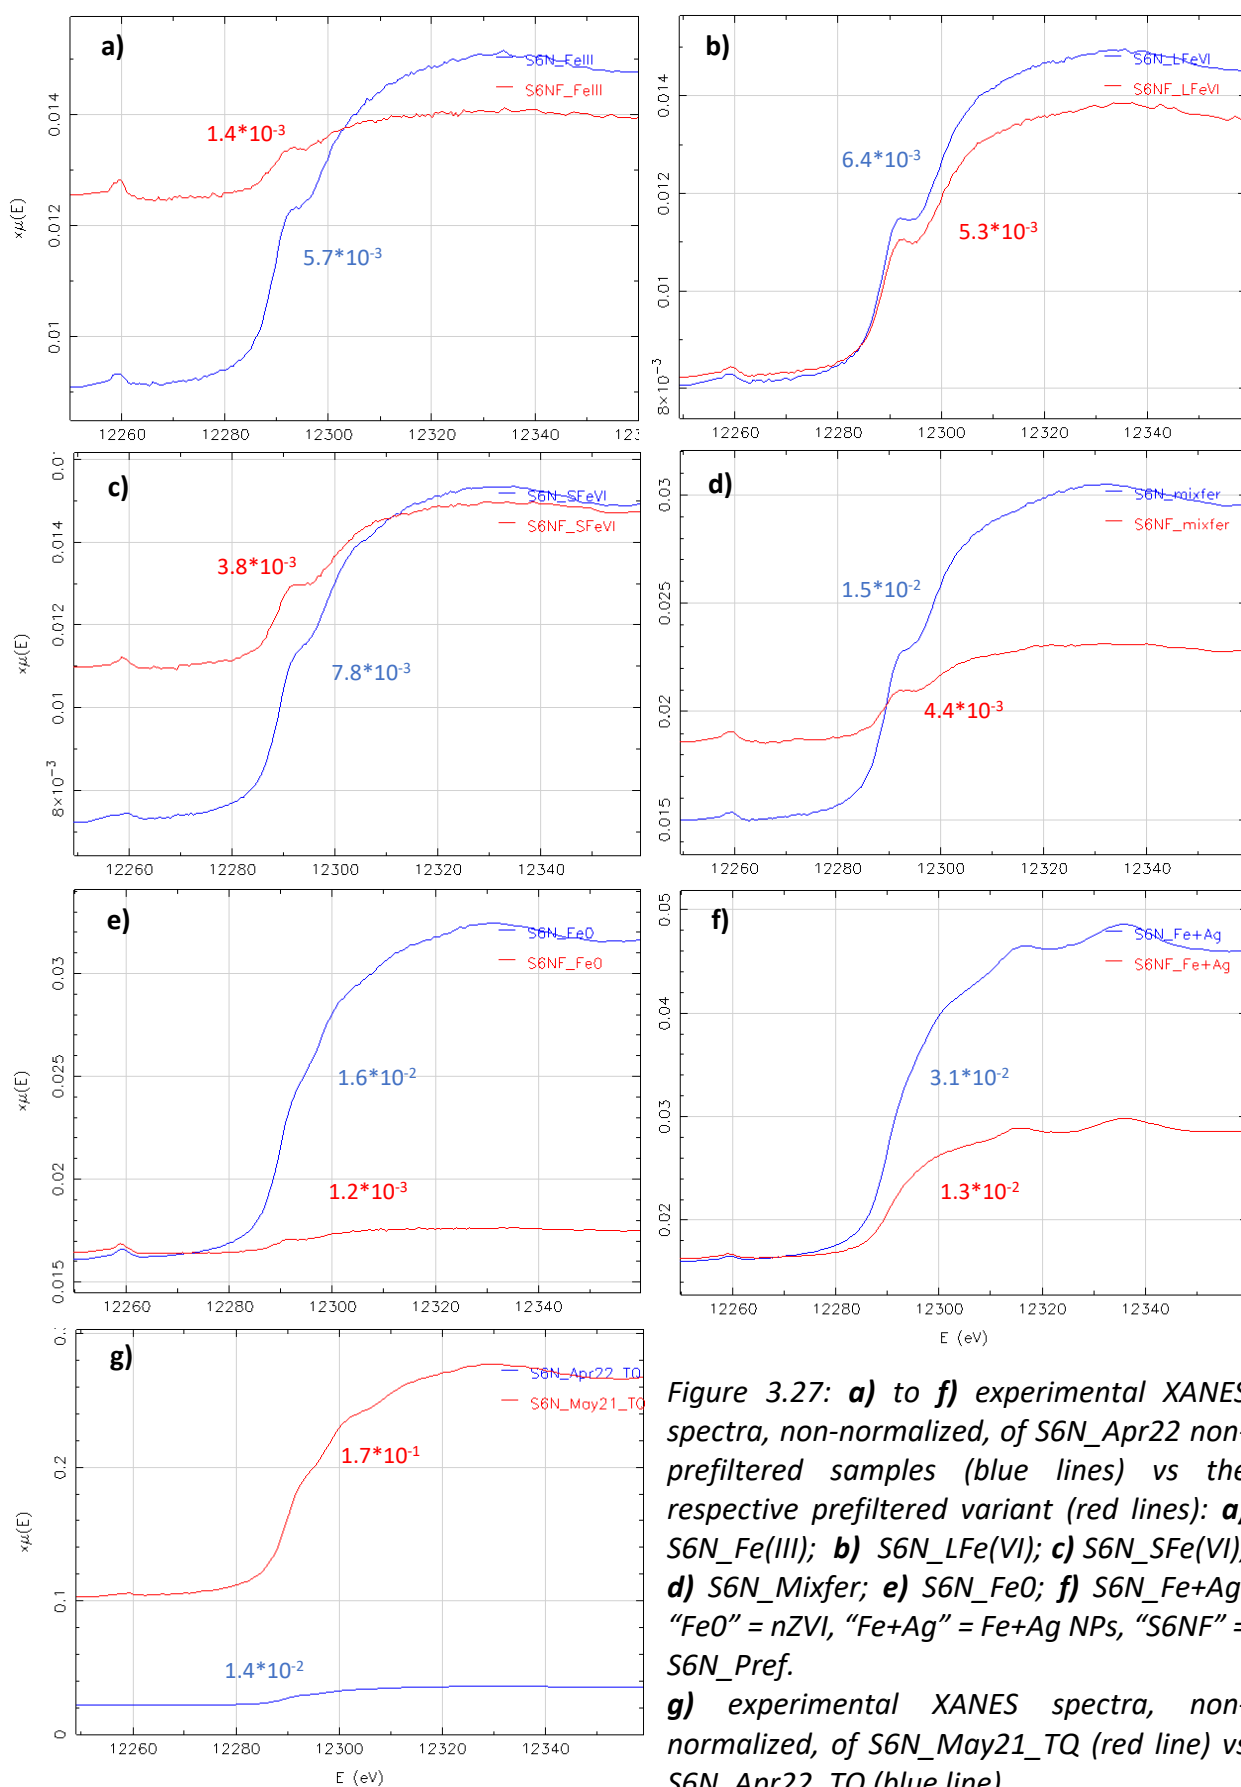 a)
S6N_FeIII
S6NF_FeIII
1.4*10-3
5.7*10-3
0.014
0.012
0.01
xμ(E)
12260 12280 12300 12320 12340
b)
S6N_LFeVI
S6NF_LFeVI
6.4*10-3
5.3*10-3
0.014
0.012
0.01
8×10−3
12260 12280 12300 12320 12340
c)
S6N_SFeVI
S6NF_SFeVI
3.8*10-3
7.8*10-3
0.014
0.012
0.01
8×10−3
xμ(E)
12260 12280 12300 12320 12340
d)
S6N_mixfer
S6NF_mixfer
1.5*10-2
4.4*10-3
0.03
0.025
0.02
0.015
12260 12280 12300 12320 12340
e)
S6N_Fe0
S6NF_Fe0
1.6*10-2
1.2*10-3
0.03
0.025
0.02
0.015
xμ(E)
12260 12280 12300 12320 12340
f)
S6N_Fe+Ag
S6NF_Fe+Ag
3.1*10-2
1.3*10-2
0.05
0.04
0.03
0.02
12260 12280 12300 12320 12340
E (eV)
g)
S6N_Apr22_TQ
S6N_May21_TQ
1.7*10-1
1.4*10-2
0.2
0.1
0
xμ(E)
12260 12280 12300 12320 12340
E (eV)
Figure 3.27: a) to f) experimental XANES
spectra, non-normalized, of S6N_Apr22 non-
prefiltered samples (blue lines) vs the
respective prefiltered variant (red lines): a)
S6N_Fe(III); b) S6N_LFe(VI); c) S6N_SFe(VI)
d) S6N_Mixfer; e) S6N_Fe0; f) S6N_Fe+Ag
“Fe0” = nZVI, “Fe+Ag” = Fe+Ag NPs, “S6NF” =
S6N_Pref.
g) experimental XANES spectra, non-
normalized, of S6N_May21_TQ (red line) vs
S6N_Apr22_TQ (blue line)